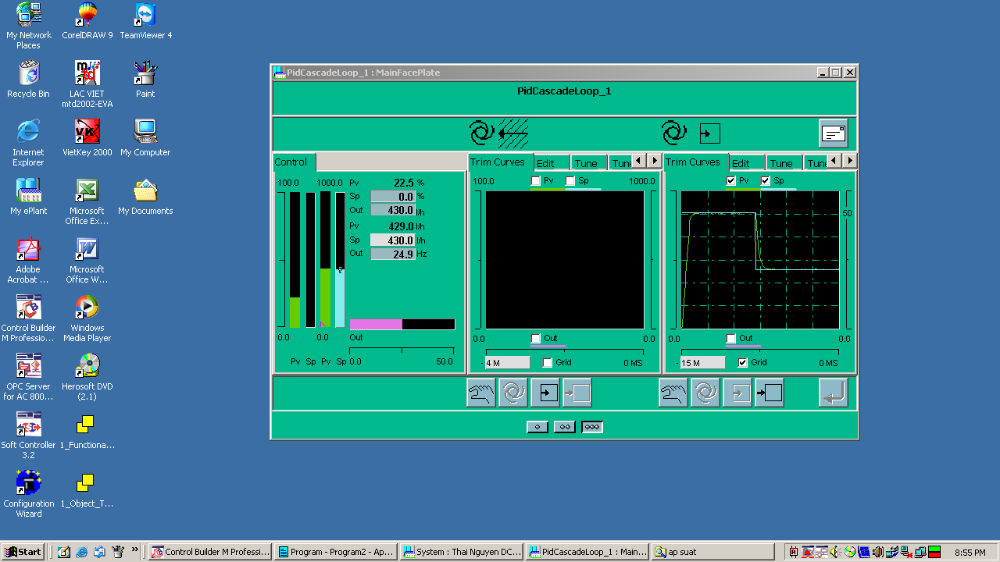 My Network
Places
CorelDRAW 9
TeamViewer 4
Recycle Bin
LAC VIET
mtd2002-EVA
Paint
Internet
Explorer
VietKey 2000
My Computer
My ePlant
Microsoft
Office Ex...
My Documents
Adobe
Acrobat ...
Microsoft
Office W...
Control Builder
M Professio...
Windows
Media Player
OPC Server
for AC 800...
Herosoft DVD
(2.1)
Soft Controller
3.2
1_Functiona...
Configuration
Wizard
1_Object_T...
PidCascadeLoop_1 : MainFacePlate
PidCascadeLoop_1
Control
100.0 1000.0
Pv 22.5 %
Sp 0.0 %
Out 430.0 l/h
Pv 429.0 l/h
Sp 430.0 l/h
Out 24.9 Hz
0.0 0.0
Out
Pv Sp Pv Sp 0.0 50.0
Trim Curves Edit Tune Tun
100.0 Pv Sp 1000.0
0.0 Out 0.0
- 4 M Grid 0 MS
Trim Curves Edit Tune Tun
Pv Sp
50
0.0 Out 0.0
- 15 M Grid 0 MS
Start
Control Builder M Profess...
Program - Program2 - Ap...
System : Thai Nguyen DC...
PidCascadeLoop_1 : Main...
ap suat
8:55 PM